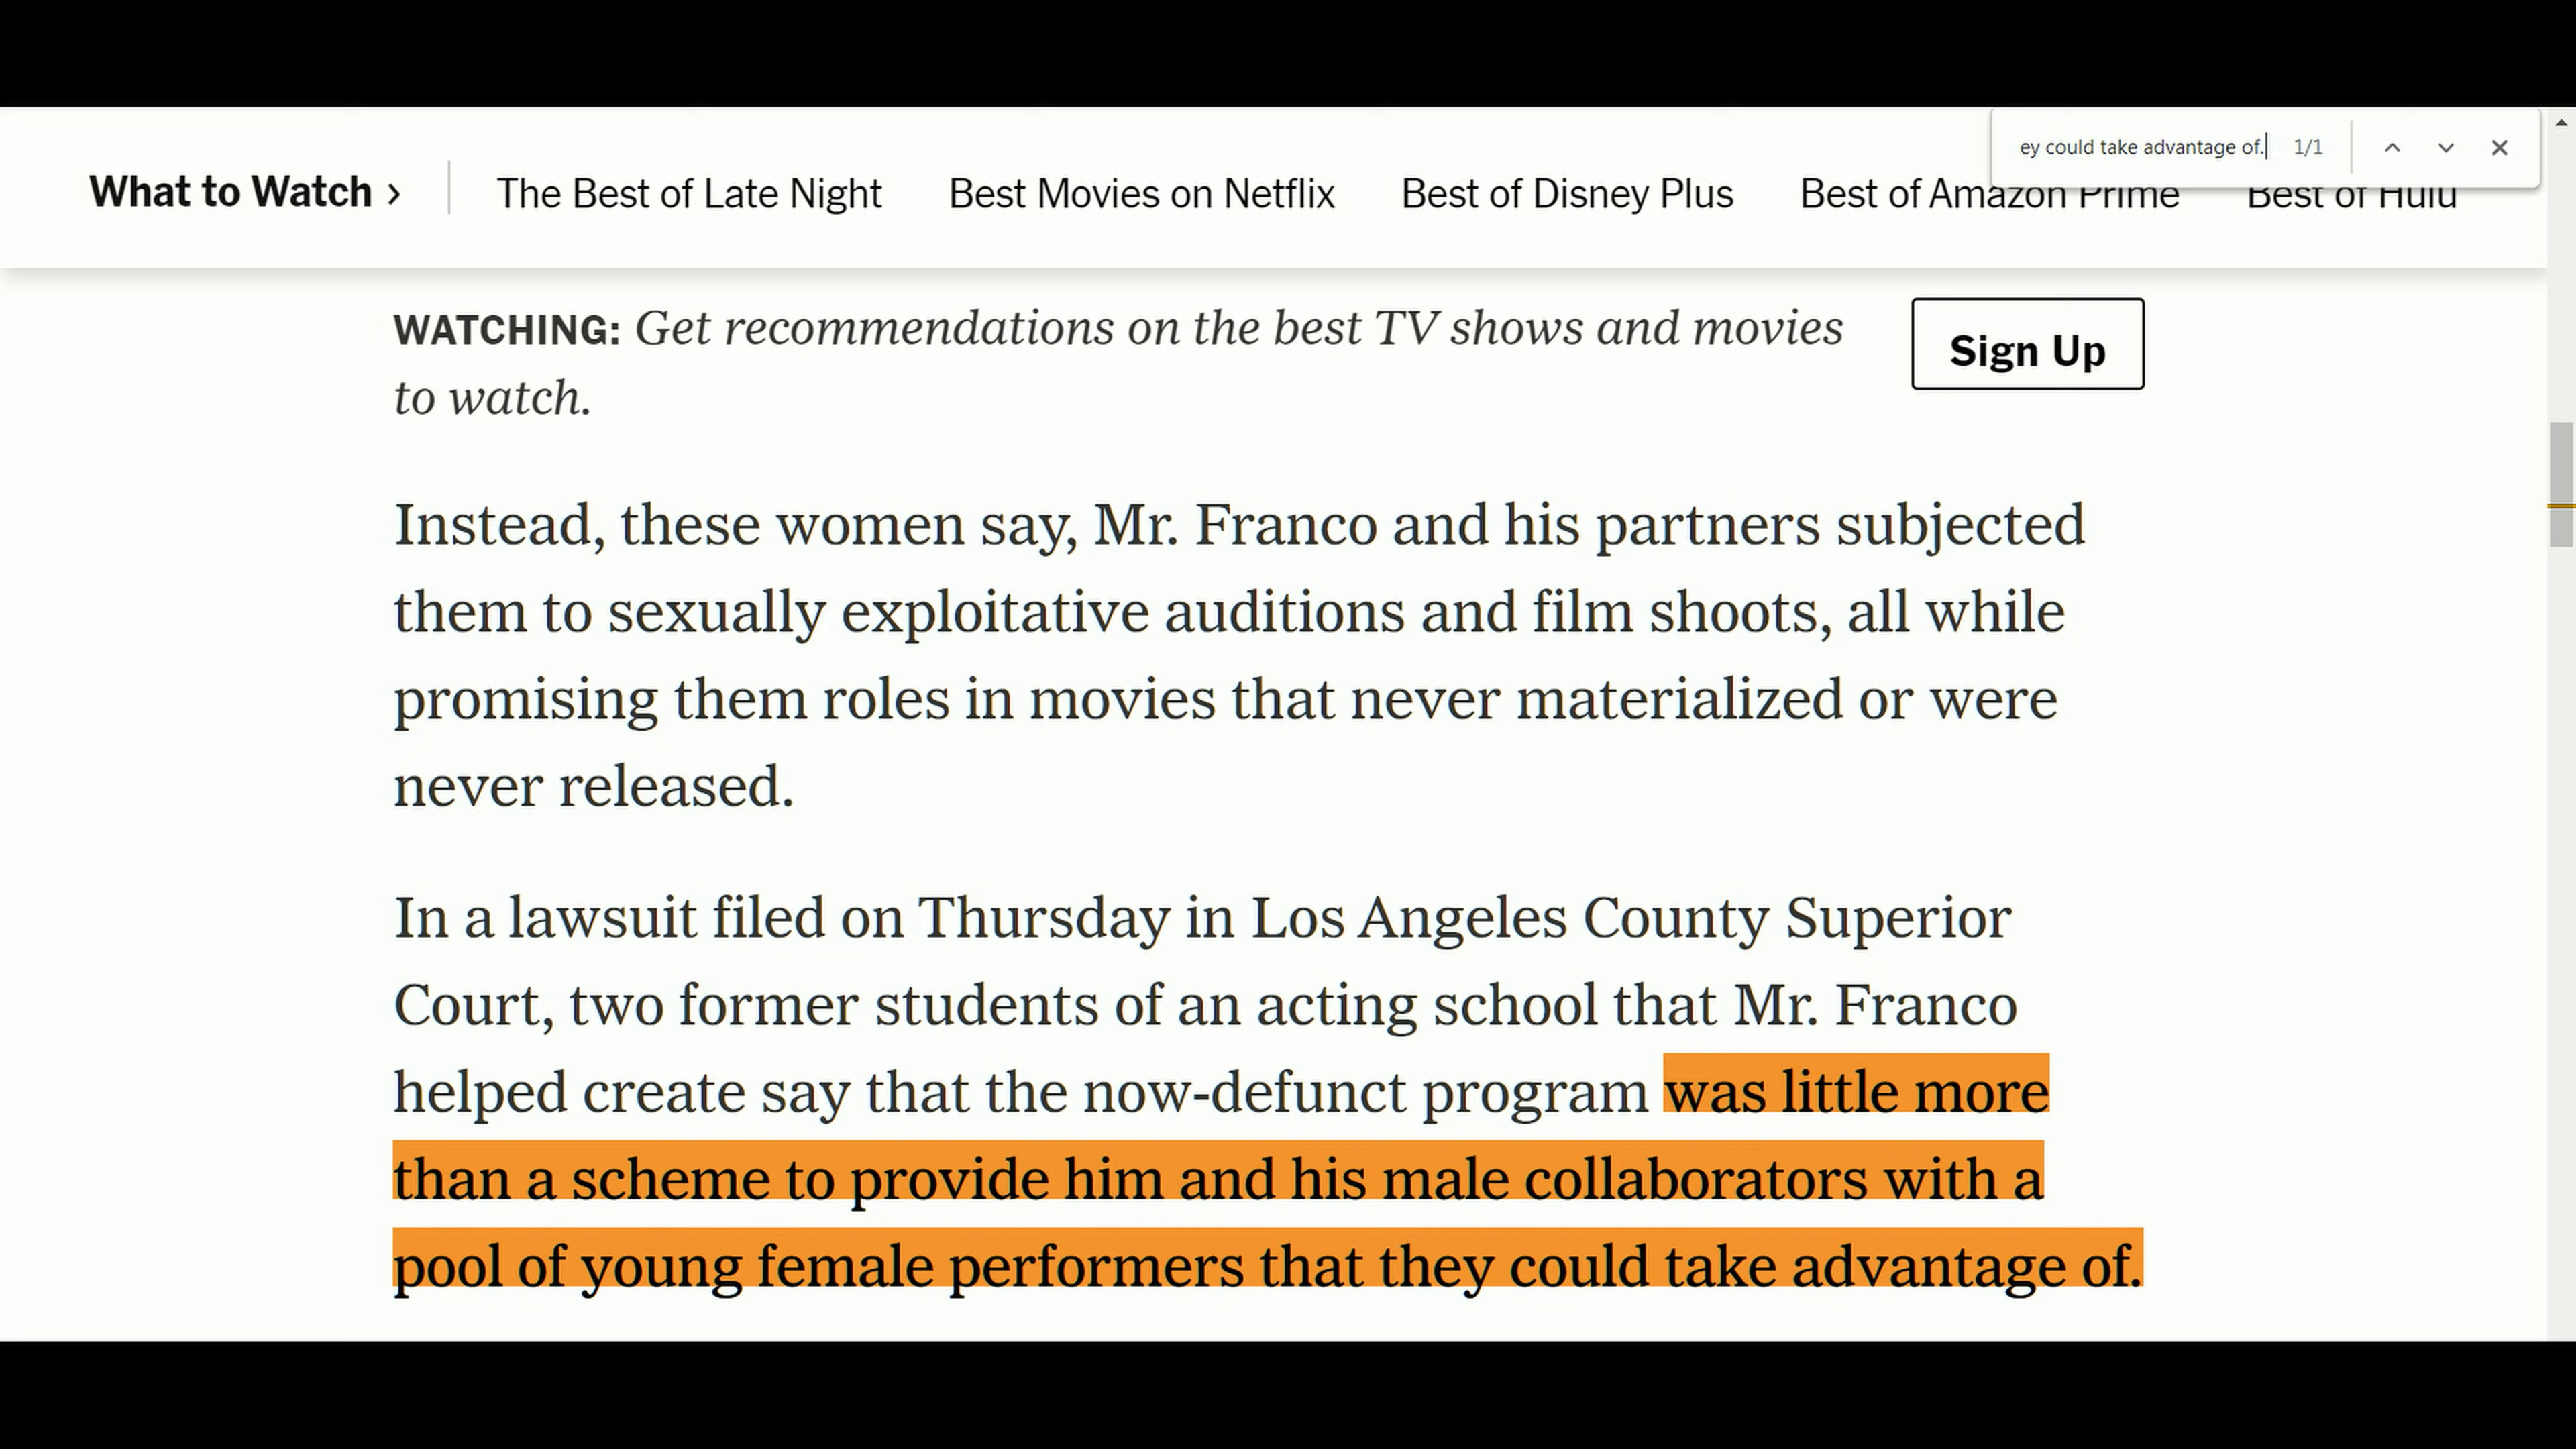 ey could take advantage of. 1/1
What to Watch › The Best of Late Night Best Movies on Netflix Best of Disney Plus Best of Amazon Prime Best of Hulu
WATCHING: Get recommendations on the best TV shows and movies
to watch.
Sign Up
Instead, these women say, Mr. Franco and his partners subjected
them to sexually exploitative auditions and film shoots, all while
promising them roles in movies that never materialized or were
never released.
In a lawsuit filed on Thursday in Los Angeles County Superior
Court, two former students of an acting school that Mr. Franco
helped create say that the now-defunct program was little more
than a scheme to provide him and his male collaborators with a
pool of young female performers that they could take advantage of.